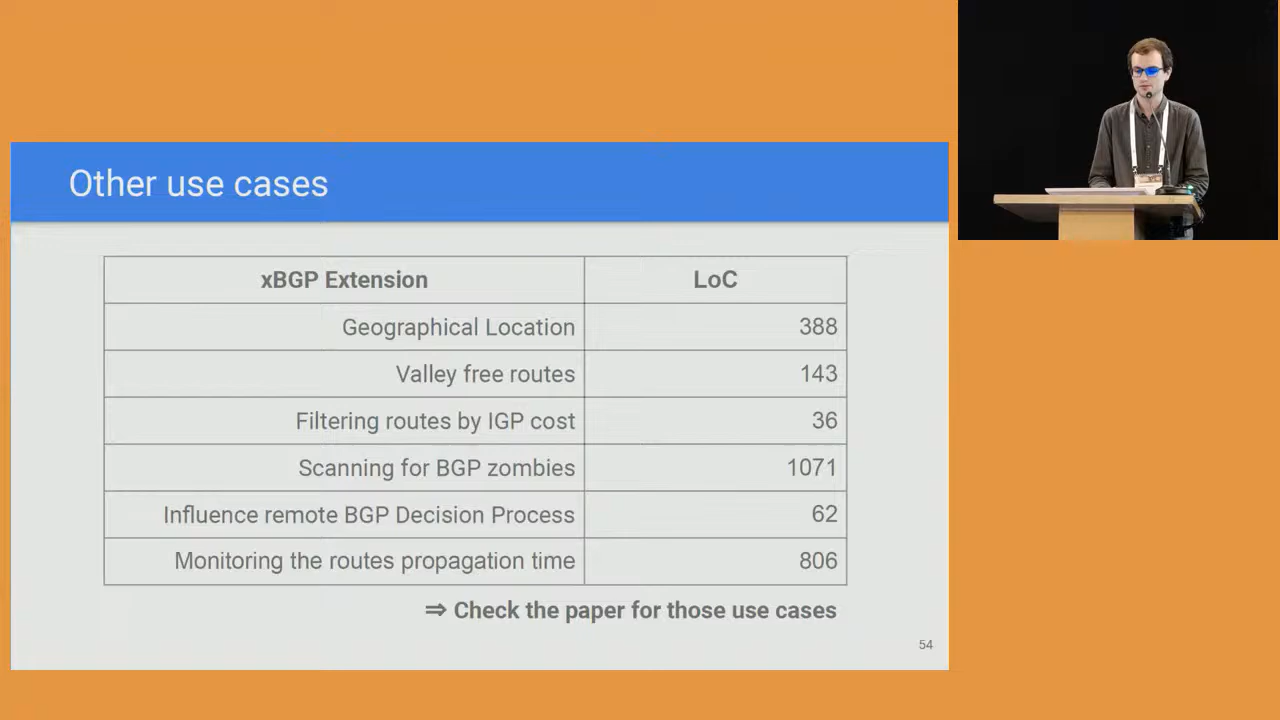 Other use cases
xBGP Extension LoC
Geographical Location 388
Valley free routes 143
Filtering routes by IGP cost 36
Scanning for BGP zombies 1071
Influence remote BGP Decision Process 62
Monitoring the routes propagation time 806
⇒ Check the paper for those use cases
54